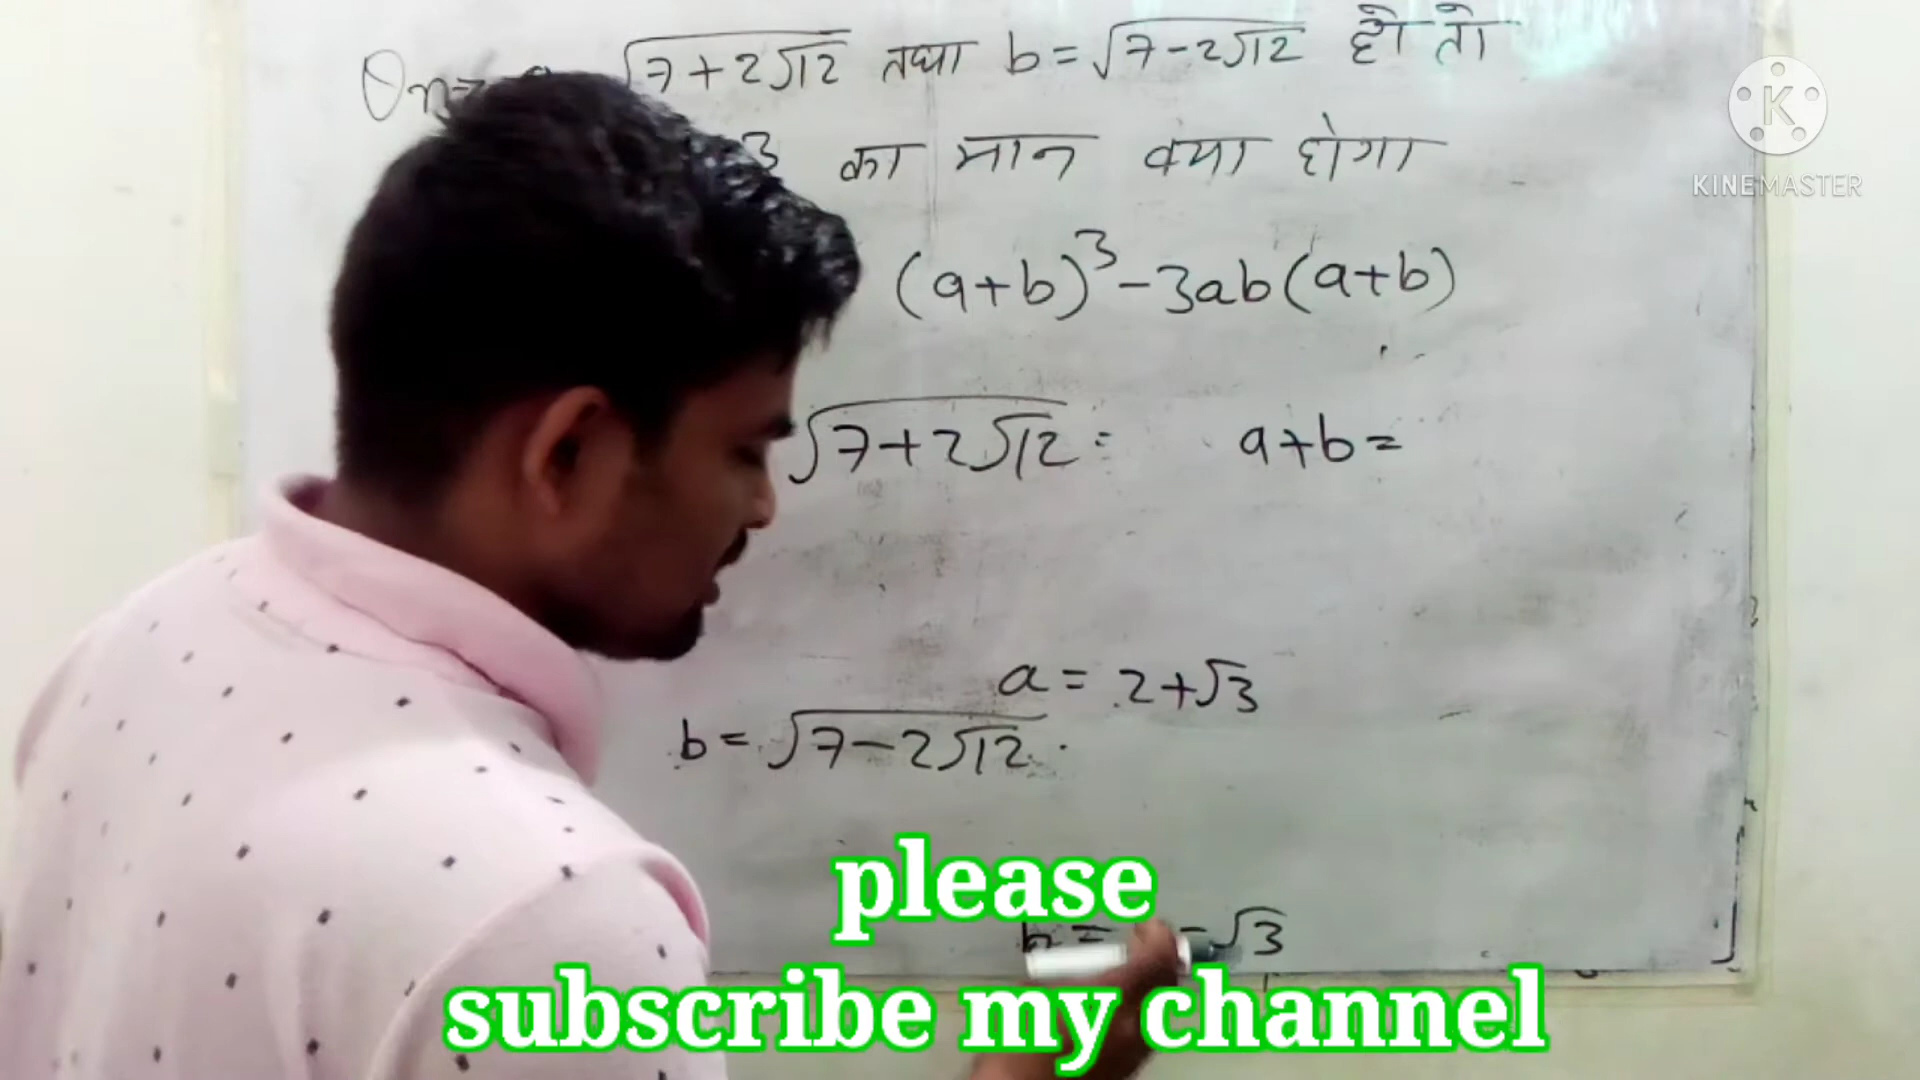 √7+2√12 तथा b=√7-2√12 हो तो
3 का मान क्या होगा
(a+b)³-3ab(a+b)
√7+2√12= a+b=
a = 2+√3
b=√7-2√12
b= -√3
please
subscribe my channel
K
KINEMASTER